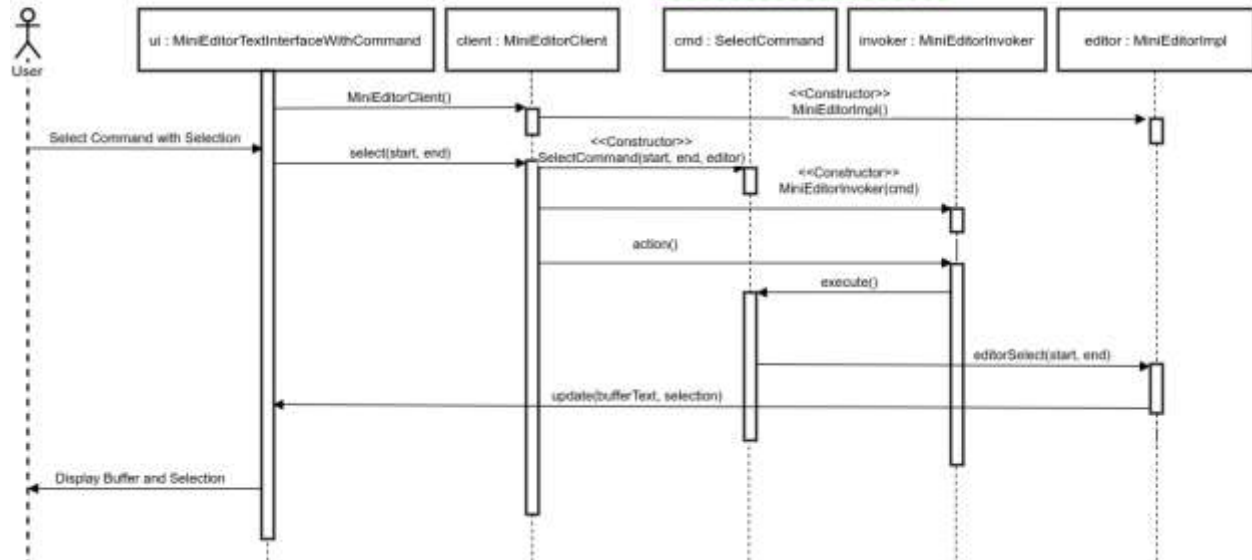 ui : MiniEditorTextInterfaceWithCommand
client : MiniEditorClient
cmd : SelectCommand
invoker : MiniEditorInvoker
editor : MiniEditorImpl
User
MiniEditorClient()
<<Constructor>>
MiniEditorImpl()
Select Command with Selection
select(start, end)
<<Constructor>>
SelectCommand(start, end, editor)
<<Constructor>>
MiniEditorInvoker(cmd)
action()
execute()
editorSelect(start, end)
update(bufferText, selection)
Display Buffer and Selection